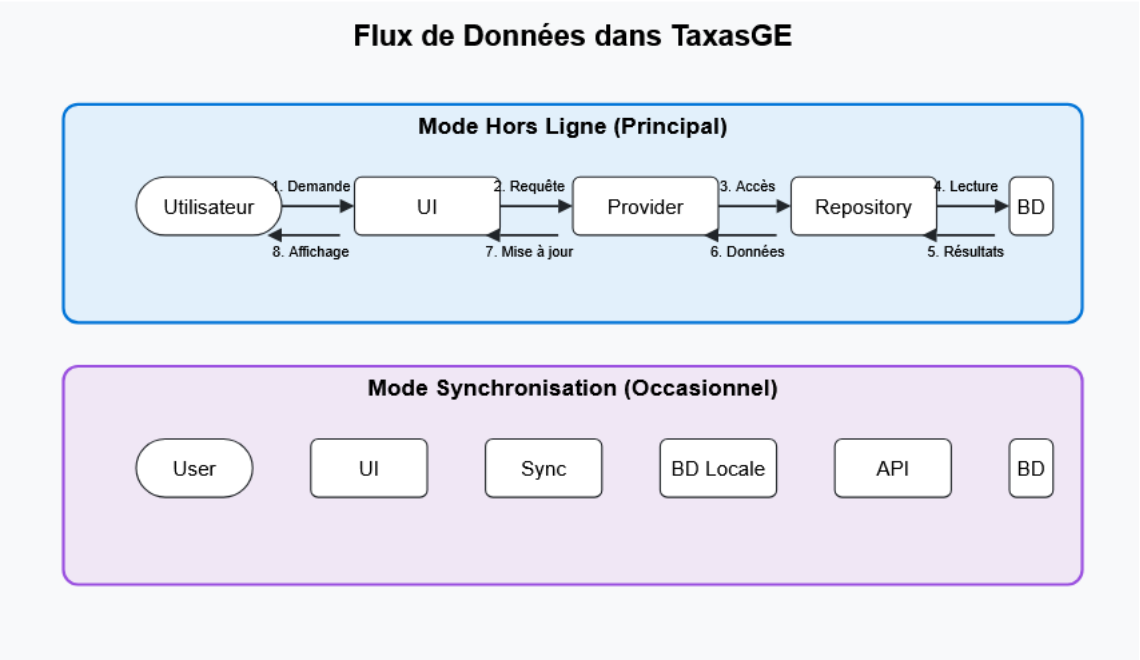 Flux de Données dans TaxasGE
Mode Hors Ligne (Principal)
1. Demande
2. Requête
3. Accès
4. Lecture
Utilisateur
UI
Provider
Repository
BD
8. Affichage
7. Mise à jour
6. Données
5. Résultats
Mode Synchronisation (Occasionnel)
User
UI
Sync
BD Locale
API
BD